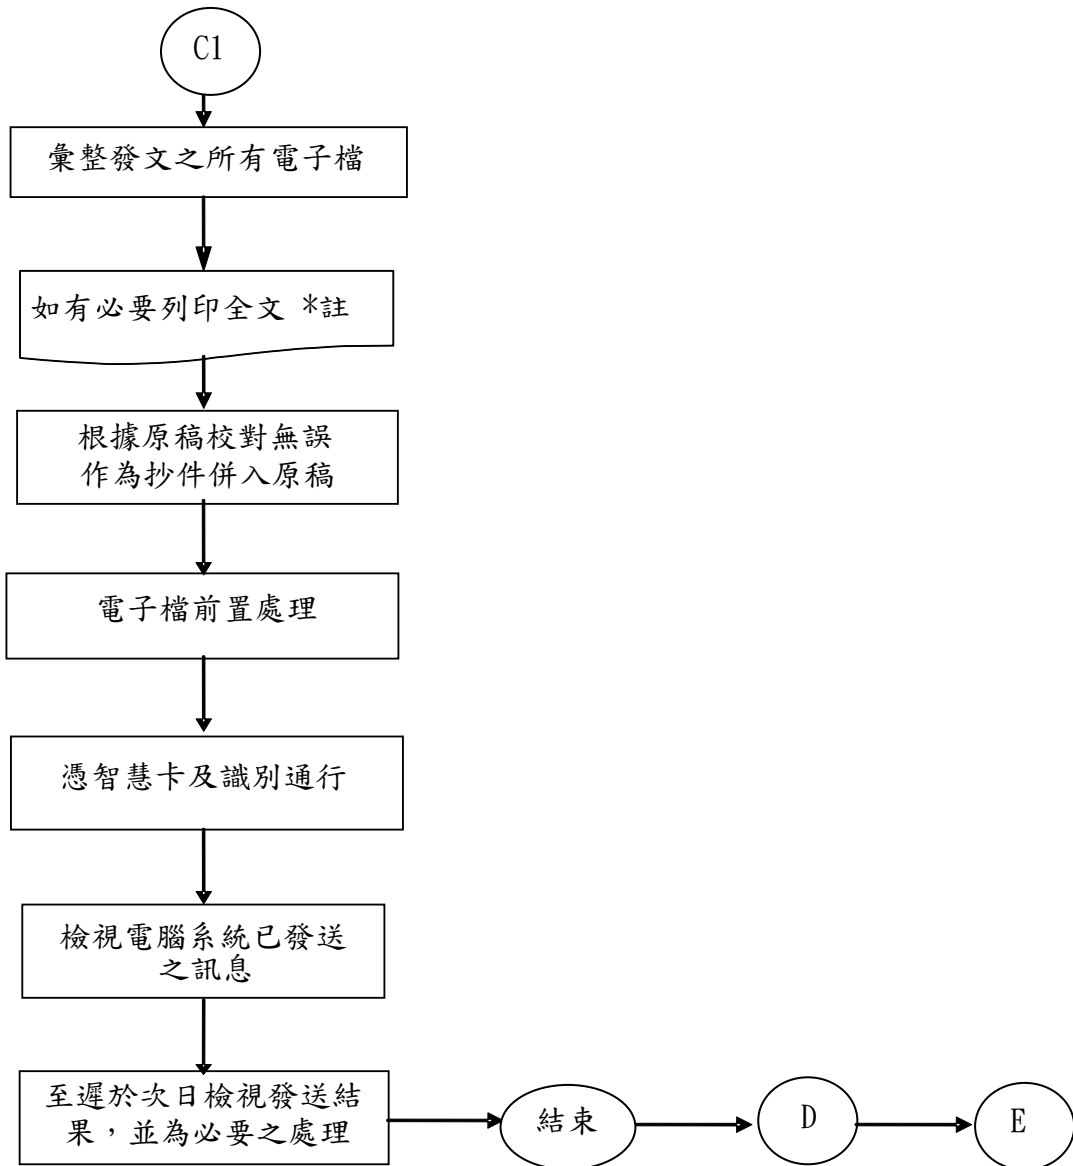 C1
彙整發文之所有電子檔
如有必要列印全文 *註
根據原稿校對無誤
作為抄件併入原稿
電子檔前置處理
憑智慧卡及識別通行
檢視電腦系統已發送
之訊息
至遲於次日檢視發送結
果，並為必要之處理
結束
D
E